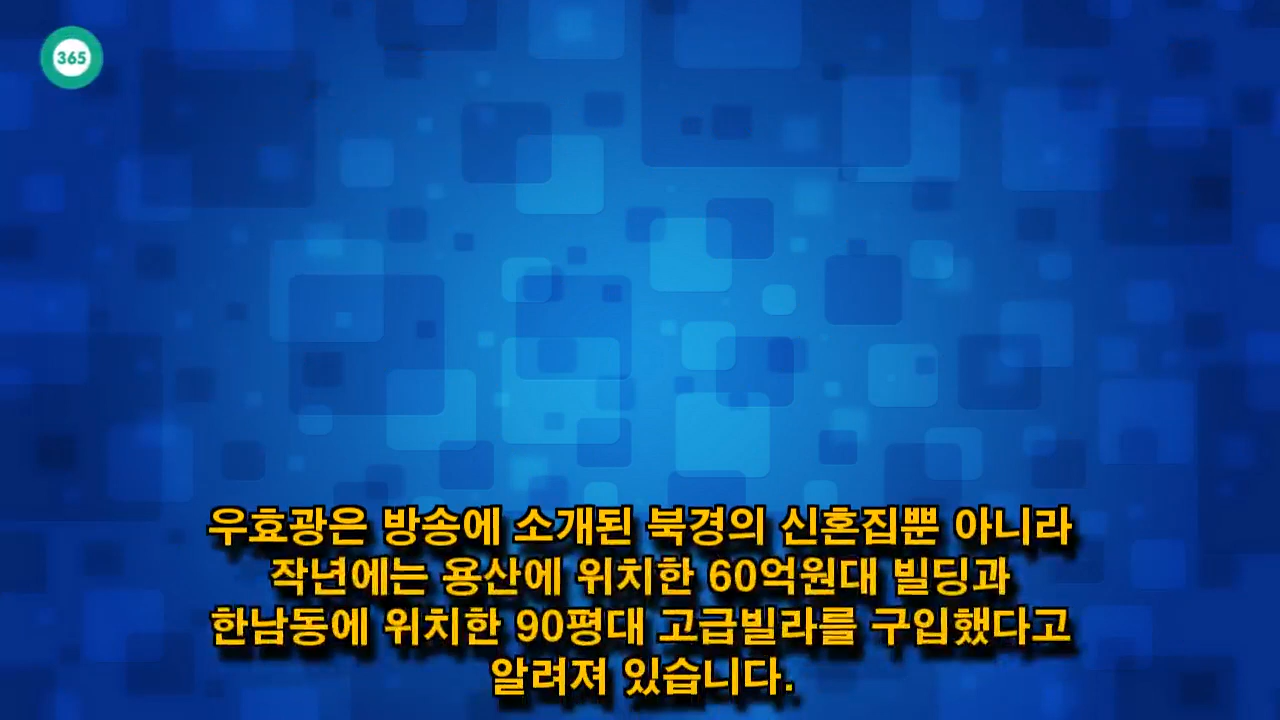 365
우효광은 방송에 소개된 북경의 신혼집뿐 아니라
작년에는 용산에 위치한 60억원대 빌딩과
한남동에 위치한 90평대 고급빌라를 구입했다고
알려져 있습니다.